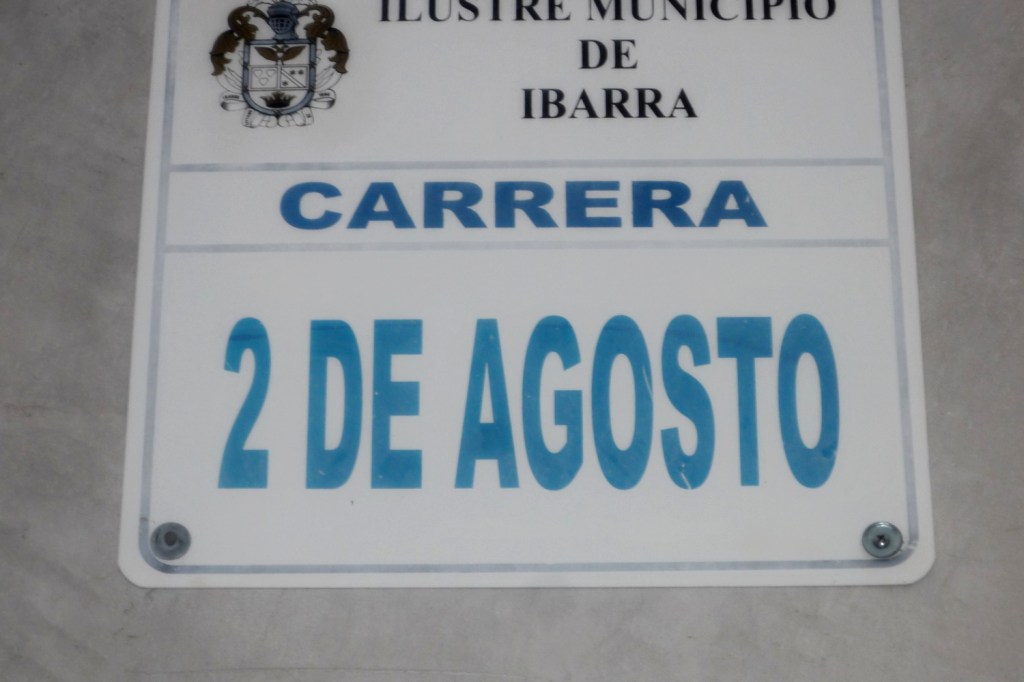 ILUSTRE MUNICIPIO
DE
IBARRA
CARRERA
2 DE AGOSTO